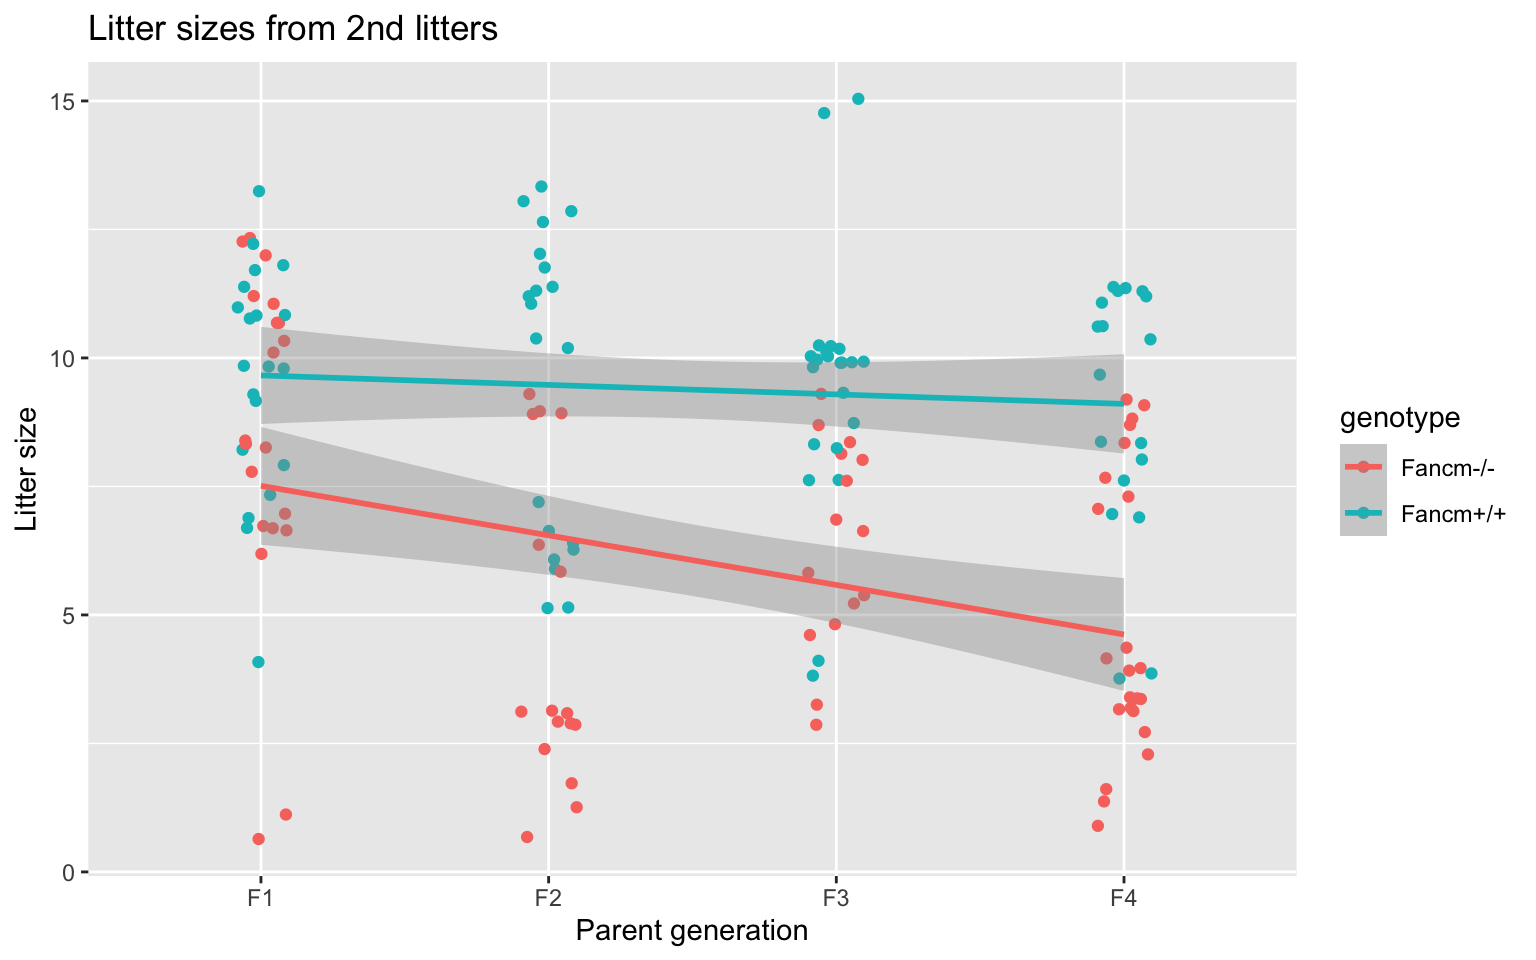 Litter sizes from 2nd litters
15
10
5
0
Litter size
F1 F2 F3 F4
Parent generation
genotype
Fancm-/-
Fancm+/+